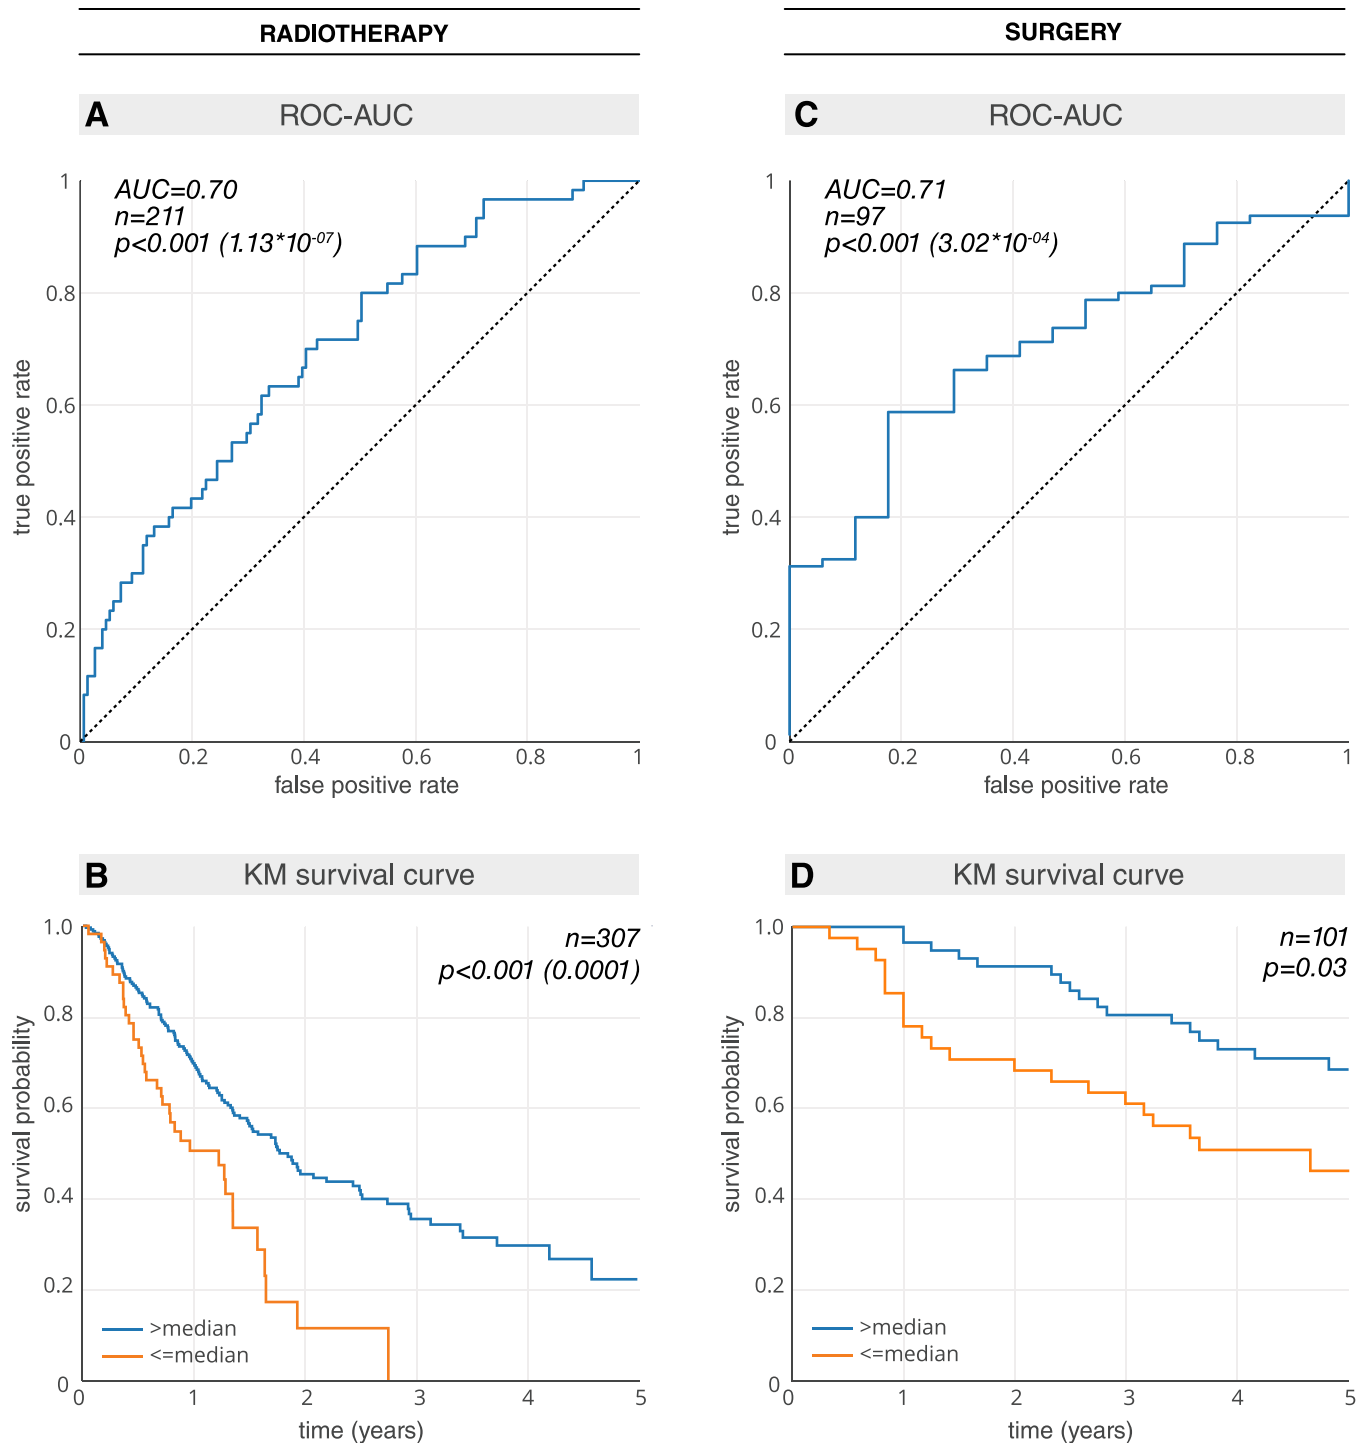 RADIOTHERAPY
A ROC-AUC
AUC=0.70
n=211
p<0.001 (1.13*10-07)
1
0.8
0.6
0.4
0.2
0
true positive rate
0 0.2 0.4 0.6 0.8 1
false positive rate
B KM survival curve
n=307
p<0.001 (0.0001)
1.0
0.8
0.6
0.4
0.2
0
survival probability
>median
<=median
0 1 2 3 4 5
time (years)
SURGERY
C ROC-AUC
AUC=0.71
n=97
p<0.001 (3.02*10-04)
1
0.8
0.6
0.4
0.2
0
true positive rate
0 0.2 0.4 0.6 0.8 1
false positive rate
D KM survival curve
n=101
p=0.03
1.0
0.8
0.6
0.4
0.2
0
survival probability
>median
<=median
0 1 2 3 4 5
time (years)